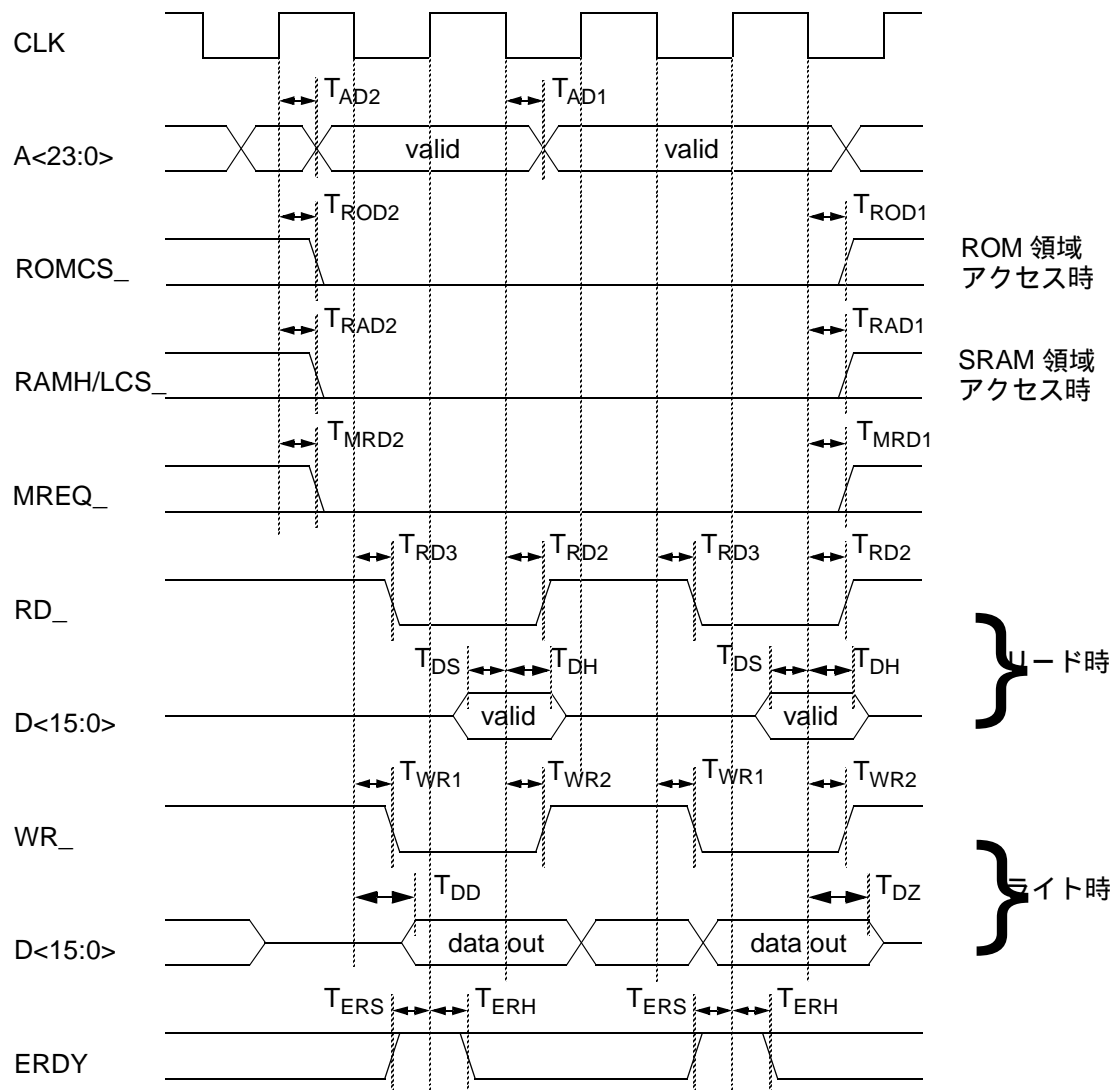 CLK
TAD2 TAD1
A<23:0> valid valid
TROD2 TROD1
ROMCS_ ROM 領域
アクセス時
TRAD2 TRAD1
RAMH/LCS_ SRAM 領域
アクセス時
TMRD2 TMRD1
MREQ_
TRD3 TRD2 TRD3 TRD2
RD_
} リード時
TDS TDH TDS TDH
D<15:0> valid valid
TWR1 TWR2 TWR1 TWR2
WR_
} ライト時
TDD TDZ
D<15:0> data out data out
TERS TERH TERS TERH
ERDY